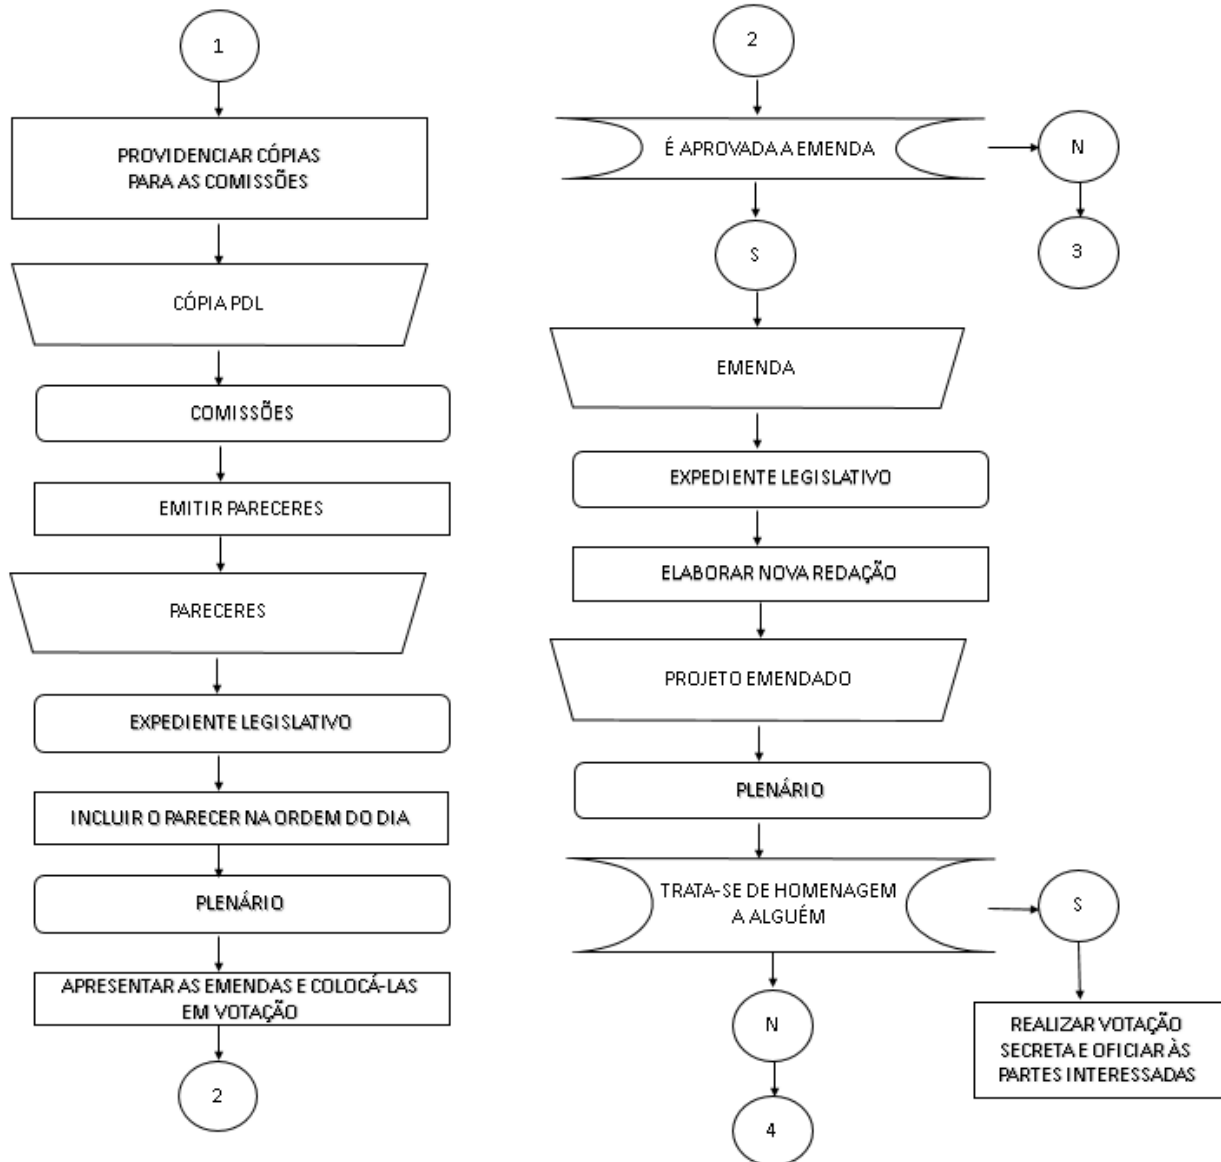 1
PROVIDENCIAR CÓPIAS
PARA AS COMISSÕES
CÓPIA PDL
COMISSÕES
EMITIR PARECERES
PARECERES
EXPEDIENTE LEGISLATIVO
INCLUIR O PARECER NA ORDEM DO DIA
PLENÁRIO
APRESENTAR AS EMENDAS E COLOCÁ-LAS
EM VOTAÇÃO
2
2
É APROVADA A EMENDA
N
3
S
EMENDA
EXPEDIENTE LEGISLATIVO
ELABORAR NOVA REDAÇÃO
PROJETO EMENDADO
PLENÁRIO
TRATA-SE DE HOMENAGEM
A ALGUÉM
S
REALIZAR VOTAÇÃO
SECRETA E OFICIAR ÀS
PARTES INTERESSADAS
N
4